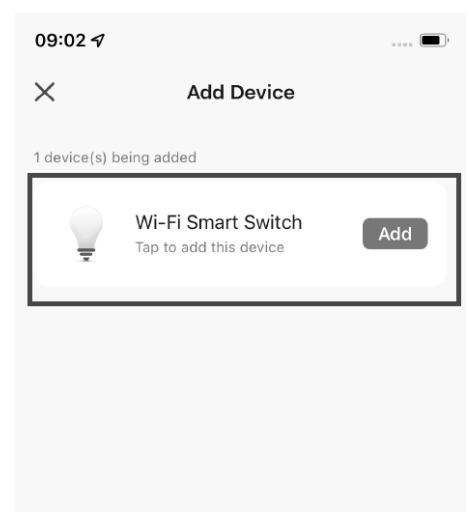 09:02
Add Device
1 device(s) being added
Wi-Fi Smart Switch
Tap to add this device
Add